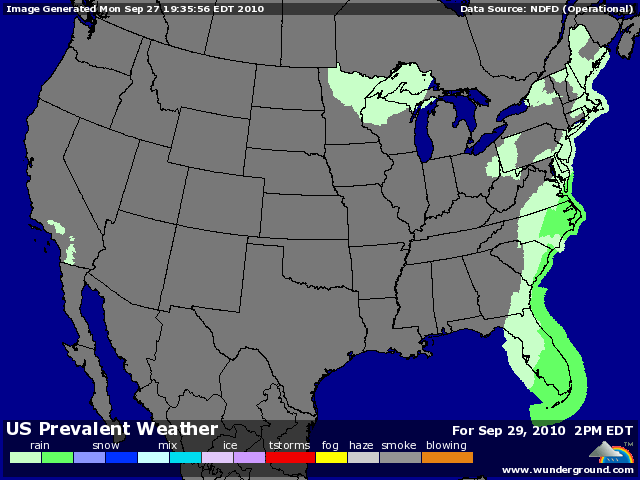 Image Generated Mon Sep 27 19:35:56 EDT 2010 Data Source: NDFD (Operational)
US Prevalent Weather For Sep 29, 2010 2PM EDT
rain snow mix ice tstorms fog haze smoke blowing
TM
www.wunderground.com